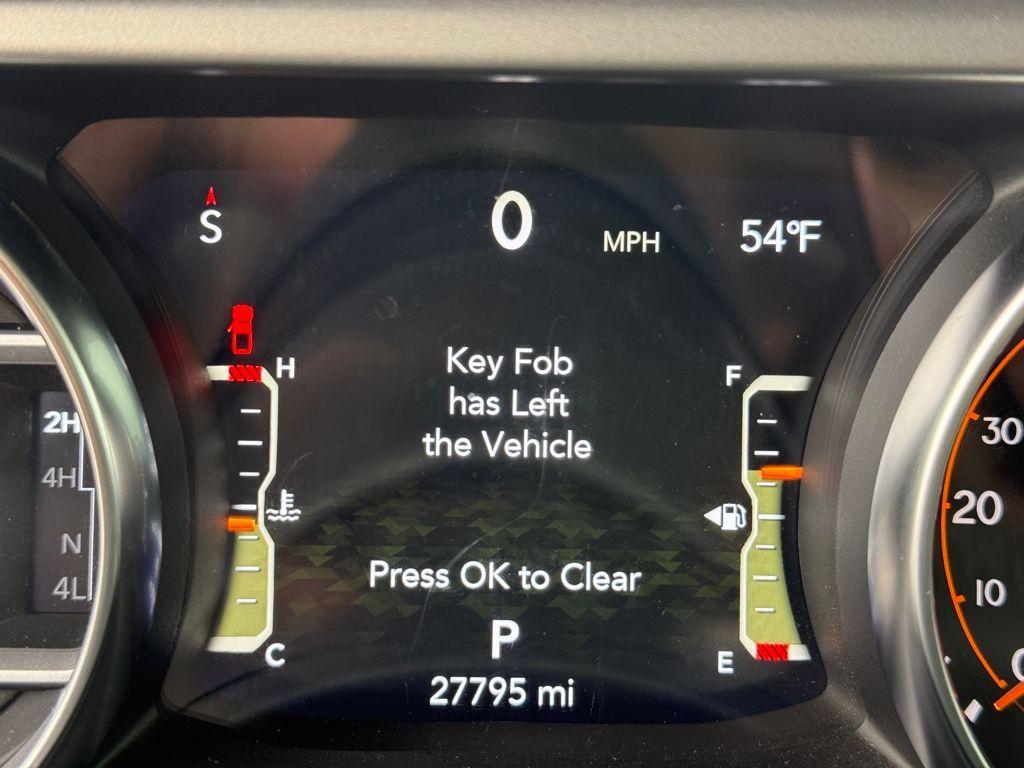 S
0 MPH
54°F
H
F
Key Fob
has Left
the Vehicle
2H
4H
N
4L
30
20
10
0
Press OK to Clear
P
C
E
27795 mi